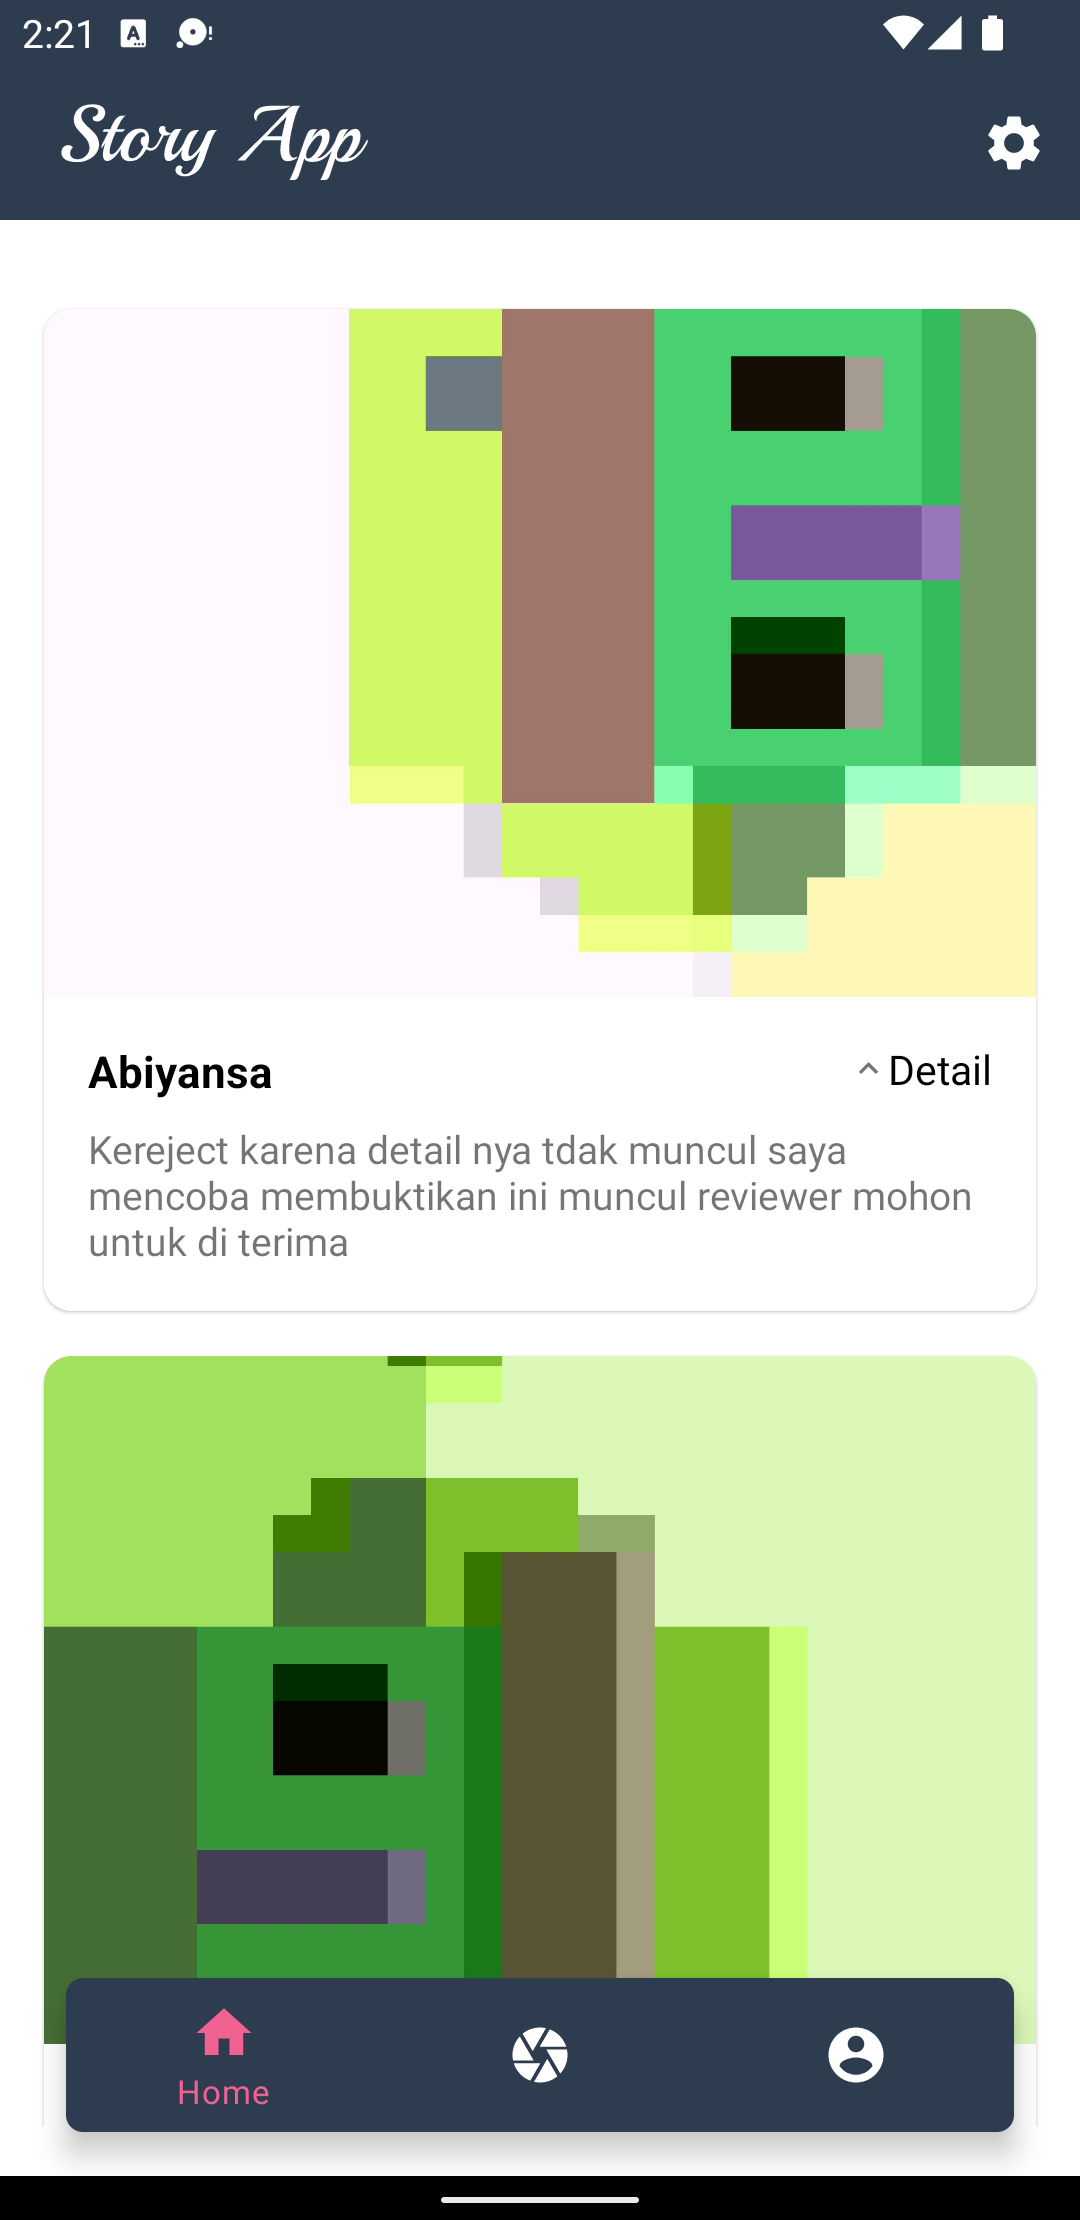 2:21
Story App
Abiyansa
Detail
Kereject karena detail nya tdak muncul saya
mencoba membuktikan ini muncul reviewer mohon
untuk di terima
Home